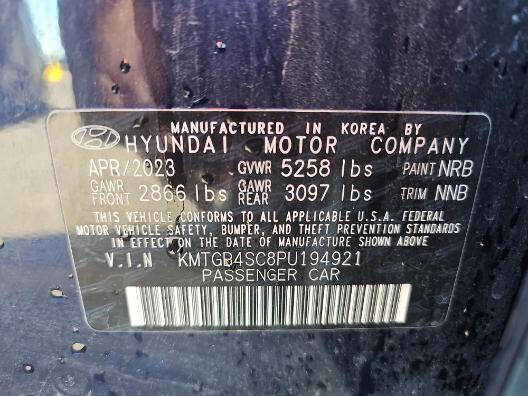 MANUFACTURED IN KOREA BY
HYUNDAI MOTOR COMPANY
APR/2023 GVWR 5258 lbs PAINT NRB
GAWR FRONT 2866 lbs GAWR REAR 3097 lbs TRIM NNB
THIS VEHICLE CONFORMS TO ALL APPLICABLE U.S.A. FEDERAL
MOTOR VEHICLE SAFETY, BUMPER, AND THEFT PREVENTION STANDARDS
IN EFFECT ON THE DATE OF MANUFACTURE SHOWN ABOVE
V.I.N KMTGB4SC8PU194921
PASSENGER CAR